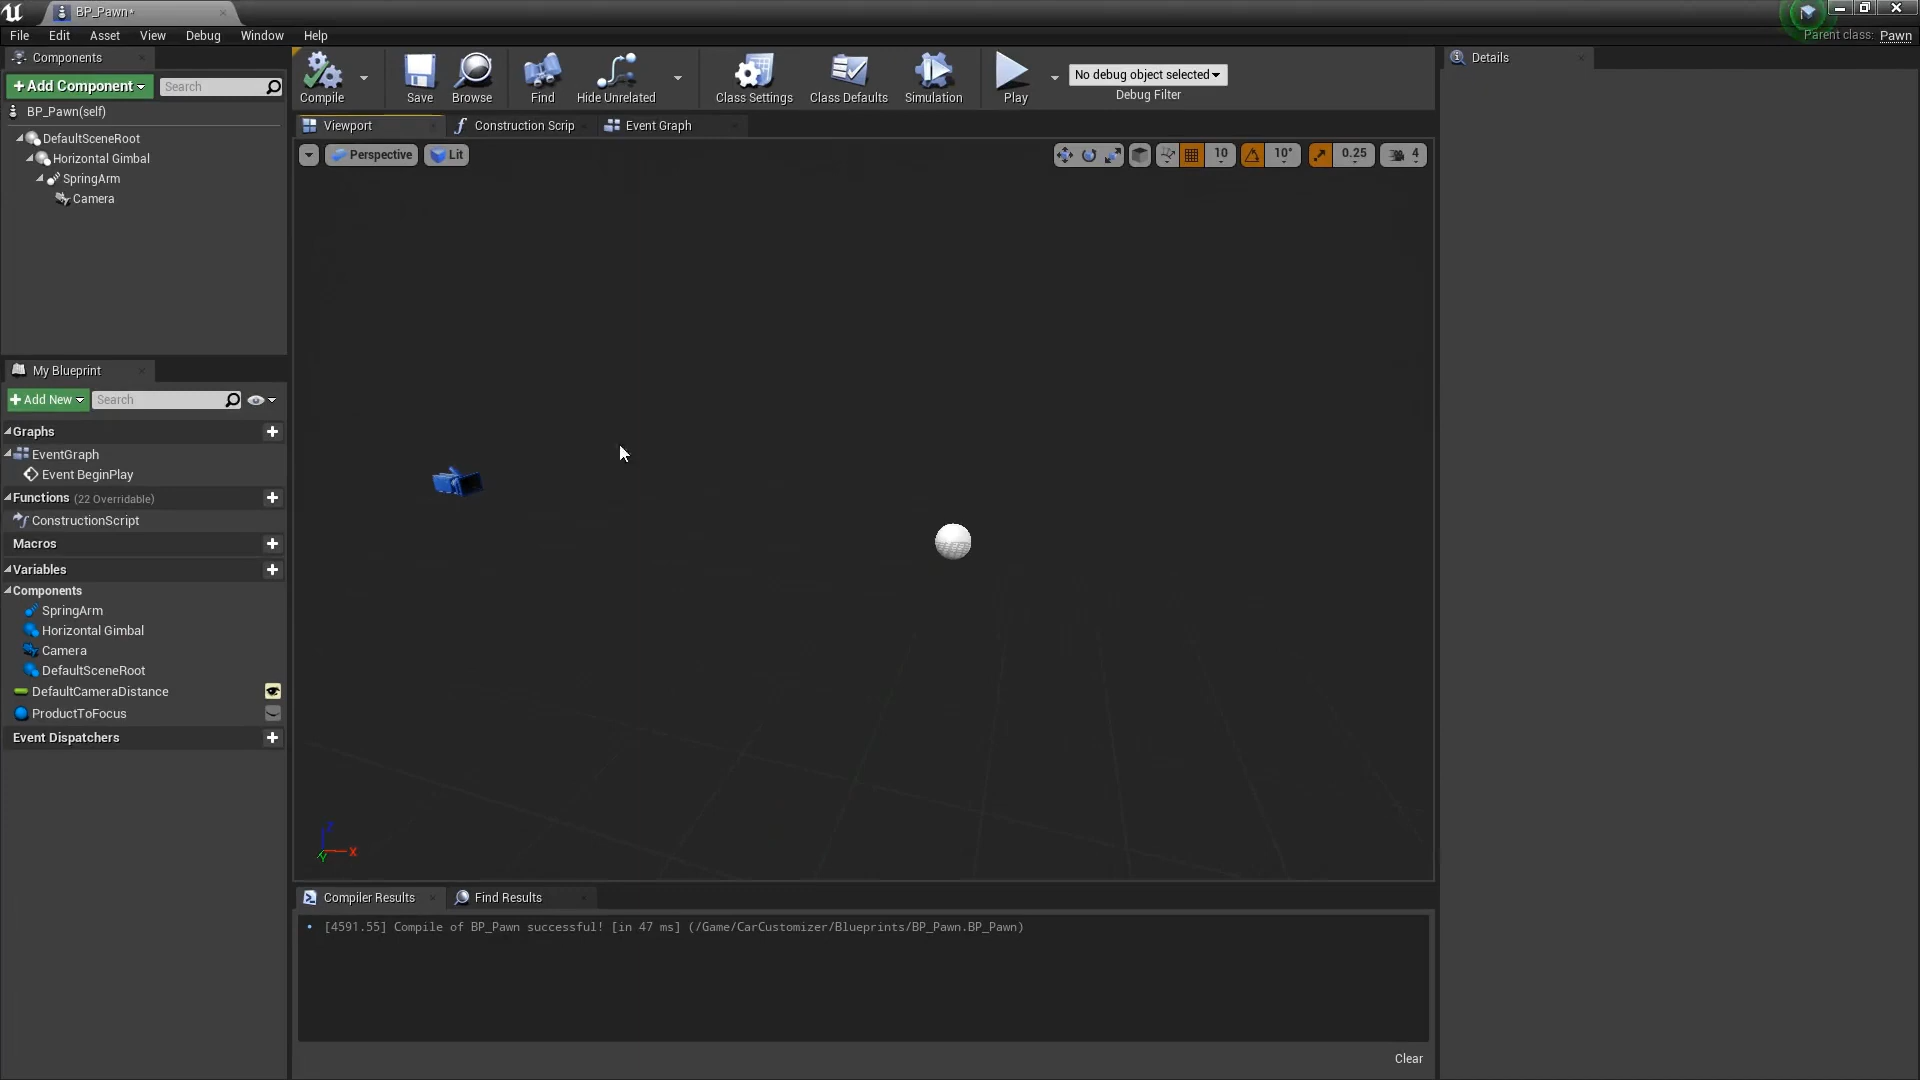 BP_Pawn*
File Edit Asset View Debug Window Help
Parent class: Pawn
Components
+Add Component
Search
BP_Pawn(self)
DefaultSceneRoot
Horizontal Gimbal
SpringArm
Camera
Compile
Save
Browse
Find
Hide Unrelated
Class Settings
Class Defaults
Simulation
Play
No debug object selected
Debug Filter
Details
Viewport
Construction Scrip
Event Graph
Perspective
Lit
10
10°
0.25
4
Z
X
Y
My Blueprint
+Add New
Search
Graphs
EventGraph
Event BeginPlay
Functions (22 Overridable)
ConstructionScript
Macros
Variables
Components
SpringArm
Horizontal Gimbal
Camera
DefaultSceneRoot
DefaultCameraDistance
ProductToFocus
Event Dispatchers
Compiler Results
Find Results
[4591.55] Compile of BP_Pawn successful! [in 47 ms] (/Game/CarCustomizer/Blueprints/BP_Pawn.BP_Pawn)
Clear